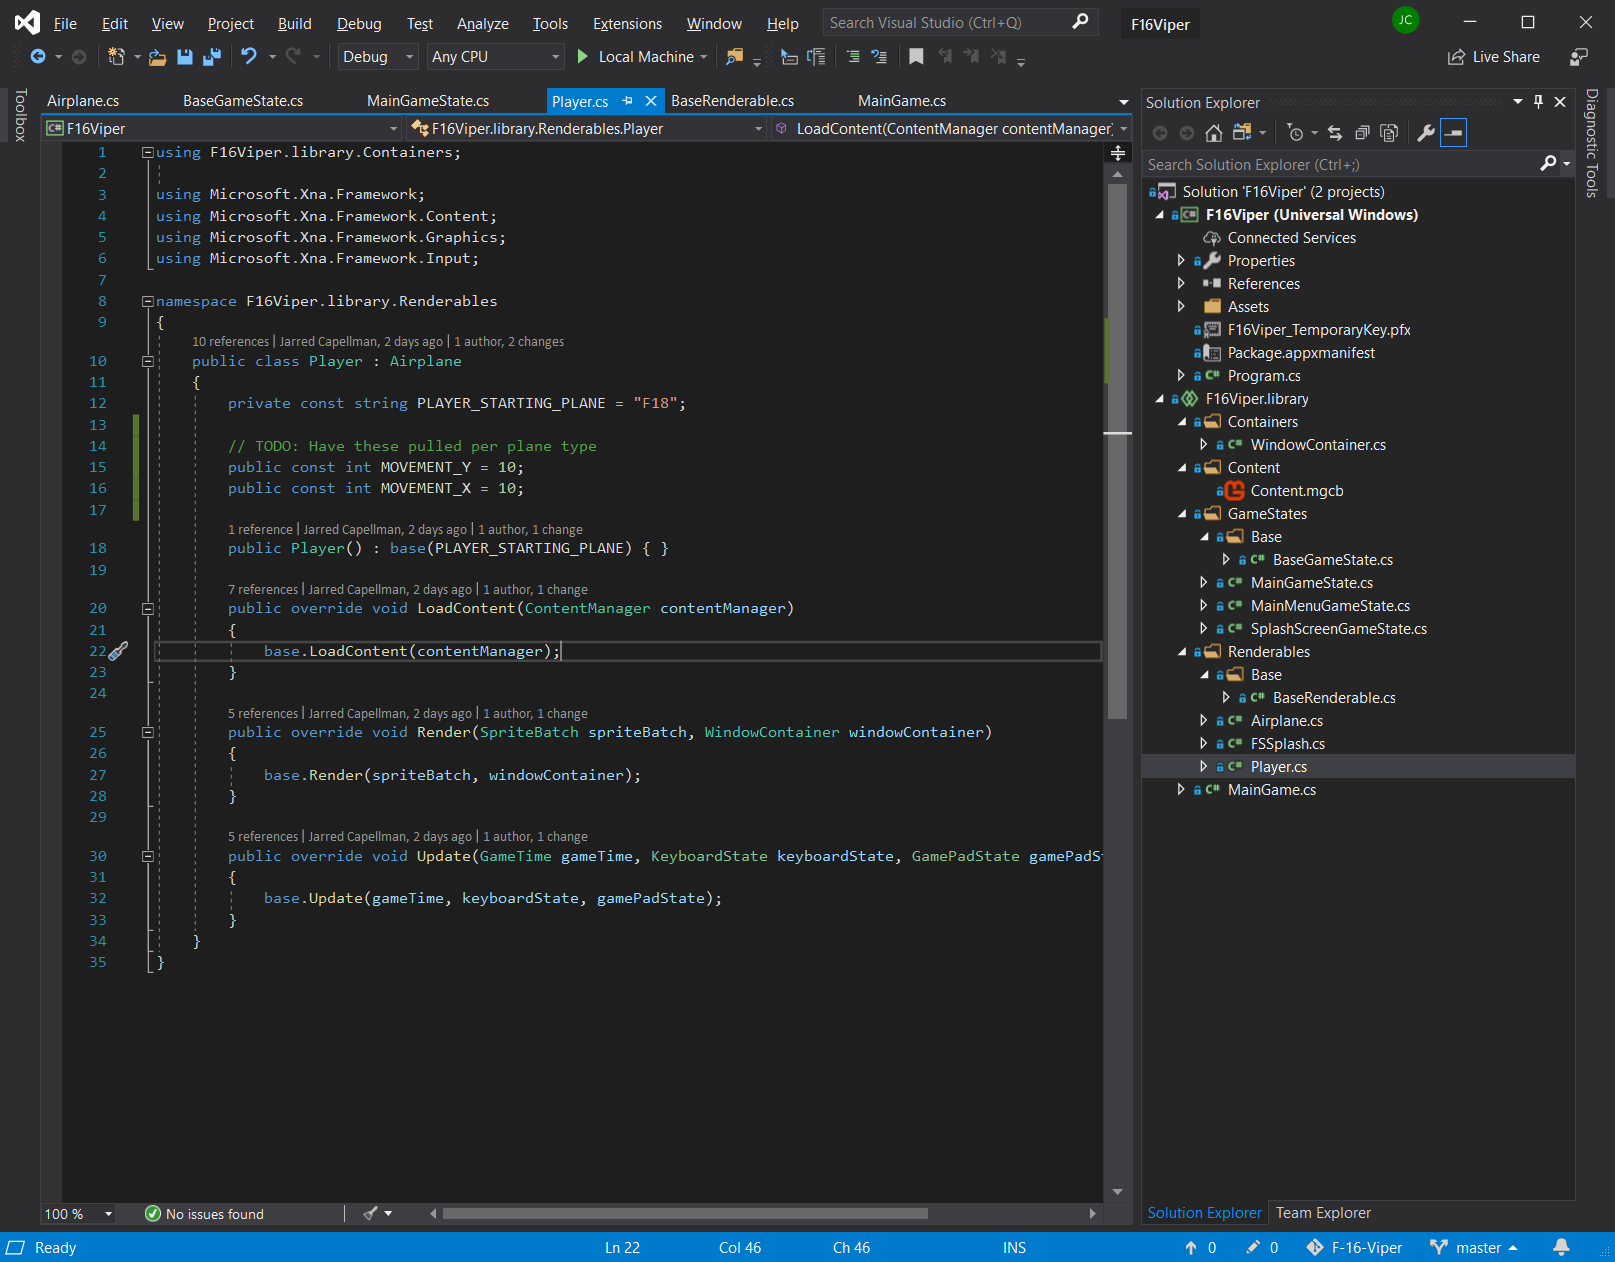 File Edit View Project Build Debug Test Analyze Tools Extensions Window Help Search Visual Studio (Ctrl+Q) F16Viper JC
Debug Any CPU Local Machine Live Share
Toolbox
Airplane.cs BaseGameState.cs MainGameState.cs Player.cs BaseRenderable.cs MainGame.cs
C# F16Viper F16Viper.library.Renderables.Player LoadContent(ContentManager contentManager)
1 using F16Viper.library.Containers;
2
3 using Microsoft.Xna.Framework;
4 using Microsoft.Xna.Framework.Content;
5 using Microsoft.Xna.Framework.Graphics;
6 using Microsoft.Xna.Framework.Input;
7
8 namespace F16Viper.library.Renderables
9 {
10 references | Jarred Capellman, 2 days ago | 1 author, 2 changes
10 public class Player : Airplane
11 {
12 private const string PLAYER_STARTING_PLANE = "F18";
13
14 // TODO: Have these pulled per plane type
15 public const int MOVEMENT_Y = 10;
16 public const int MOVEMENT_X = 10;
17
1 reference | Jarred Capellman, 2 days ago | 1 author, 1 change
18 public Player() : base(PLAYER_STARTING_PLANE) { }
19
7 references | Jarred Capellman, 2 days ago | 1 author, 1 change
20 public override void LoadContent(ContentManager contentManager)
21 {
22 base.LoadContent(contentManager);
23 }
24
5 references | Jarred Capellman, 2 days ago | 1 author, 1 change
25 public override void Render(SpriteBatch spriteBatch, WindowContainer windowContainer)
26 {
27 base.Render(spriteBatch, windowContainer);
28 }
29
5 references | Jarred Capellman, 2 days ago | 1 author, 1 change
30 public override void Update(GameTime gameTime, KeyboardState keyboardState, GamePadState gamePadSt
31 {
32 base.Update(gameTime, keyboardState, gamePadState);
33 }
34 }
35 }
100 % No issues found
Solution Explorer
Search Solution Explorer (Ctrl+;)
Solution 'F16Viper' (2 projects)
C# F16Viper (Universal Windows)
Connected Services
Properties
References
Assets
F16Viper_TemporaryKey.pfx
Package.appxmanifest
C# Program.cs
F16Viper.library
Containers
C# WindowContainer.cs
Content
Content.mgcb
GameStates
Base
C# BaseGameState.cs
C# MainGameState.cs
C# MainMenuGameState.cs
C# SplashScreenGameState.cs
Renderables
Base
C# BaseRenderable.cs
C# Airplane.cs
C# FSSplash.cs
C# Player.cs
C# MainGame.cs
Solution Explorer Team Explorer
Diagnostic Tools
Ready Ln 22 Col 46 Ch 46 INS 0 0 F-16-Viper master